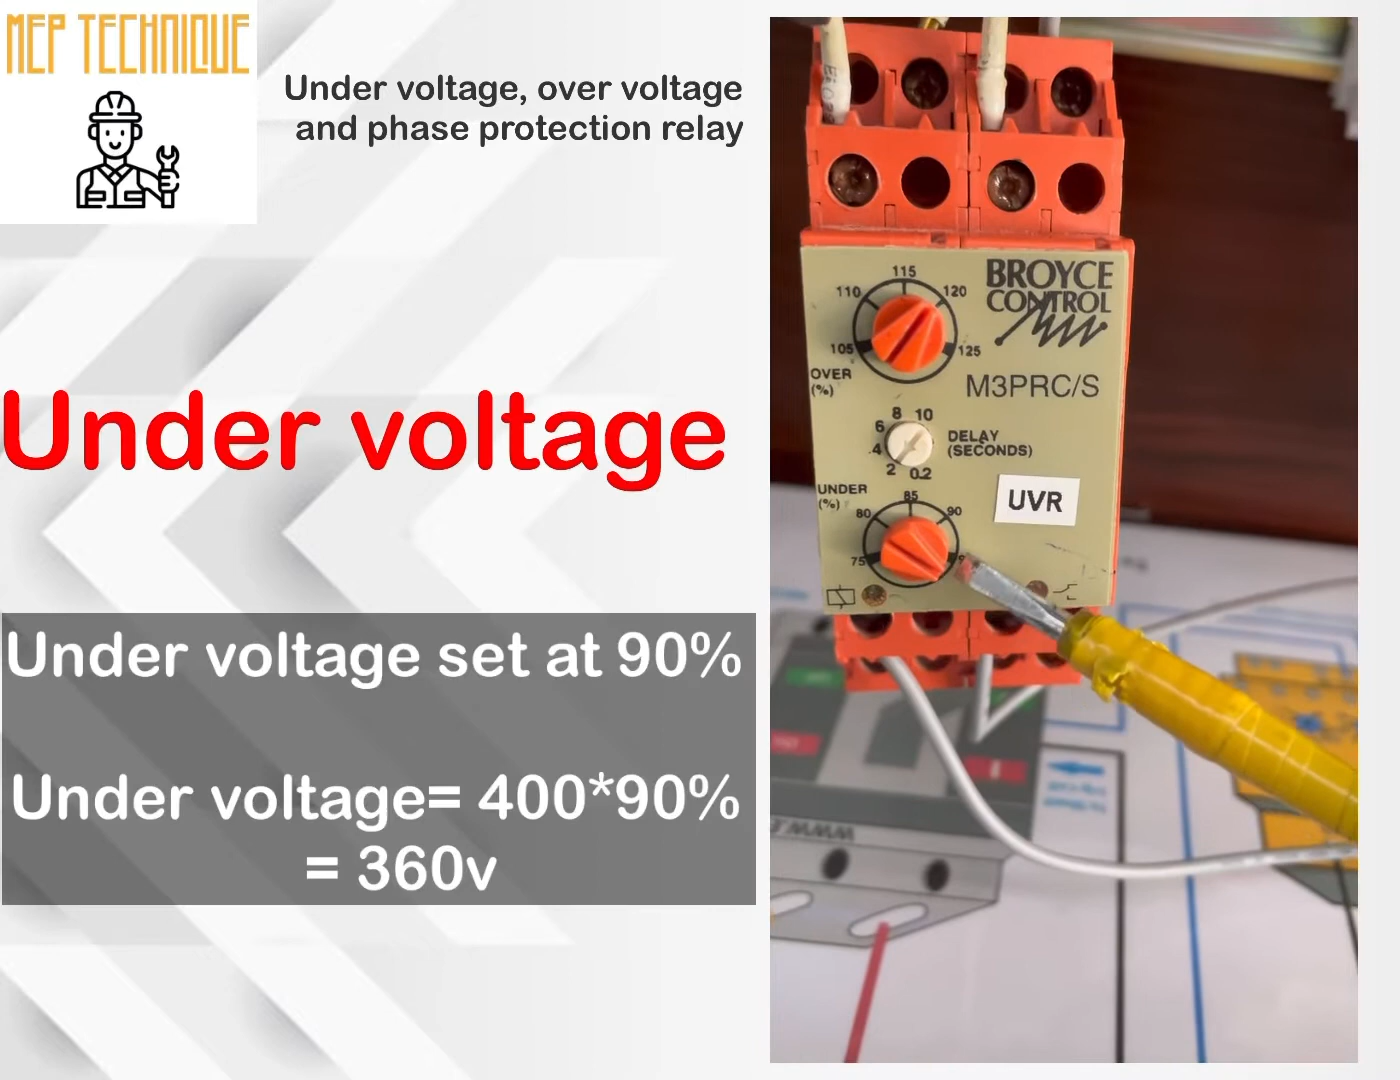 MEP TECHNIQUE
Under voltage, over voltage
and phase protection relay
Under voltage
Under voltage set at 90%
Under voltage= 400*90%
= 360v
BROYCE
CONTROL
M3PRC/S
115
110 120
105 125
OVER
(%)
8 10
6
4
2 0.2
DELAY
(SECONDS)
UNDER
(%)
85
80 90
75
UVR